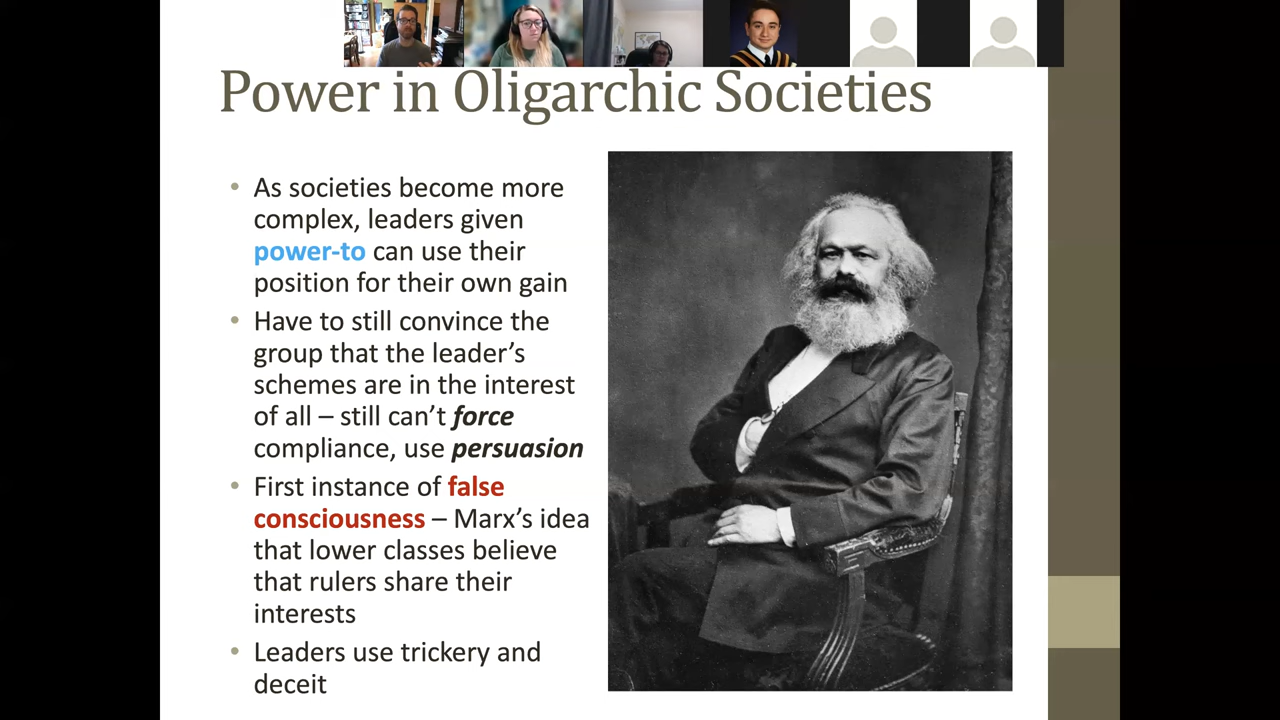 Power in Oligarchic Societies
• As societies become more
complex, leaders given
power-to can use their
position for their own gain
• Have to still convince the
group that the leader’s
schemes are in the interest
of all – still can’t force
compliance, use persuasion
• First instance of false
consciousness – Marx’s idea
that lower classes believe
that rulers share their
interests
• Leaders use trickery and
deceit